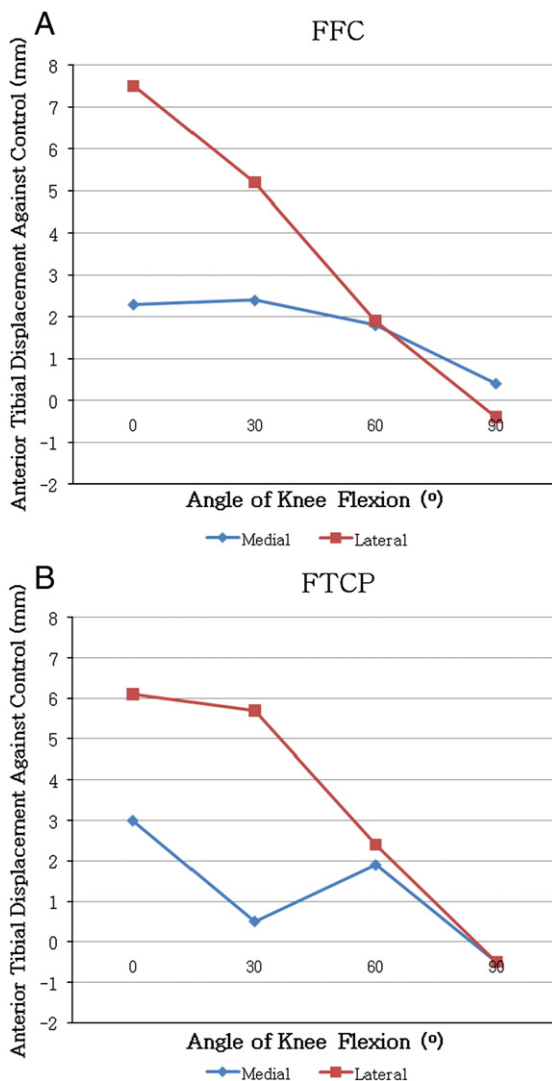 A
FFC
Anterior Tibial Displacement Against Control (mm)
8
7
6
5
4
3
2
1
0
-1
-2
0 30 60 90
Angle of Knee Flexion (º)
Medial Lateral
B
FTCP
Anterior Tibial Displacement Against Control (mm)
8
7
6
5
4
3
2
1
0
-1
-2
0 30 60 90
Angle of Knee Flexion (º)
Medial Lateral